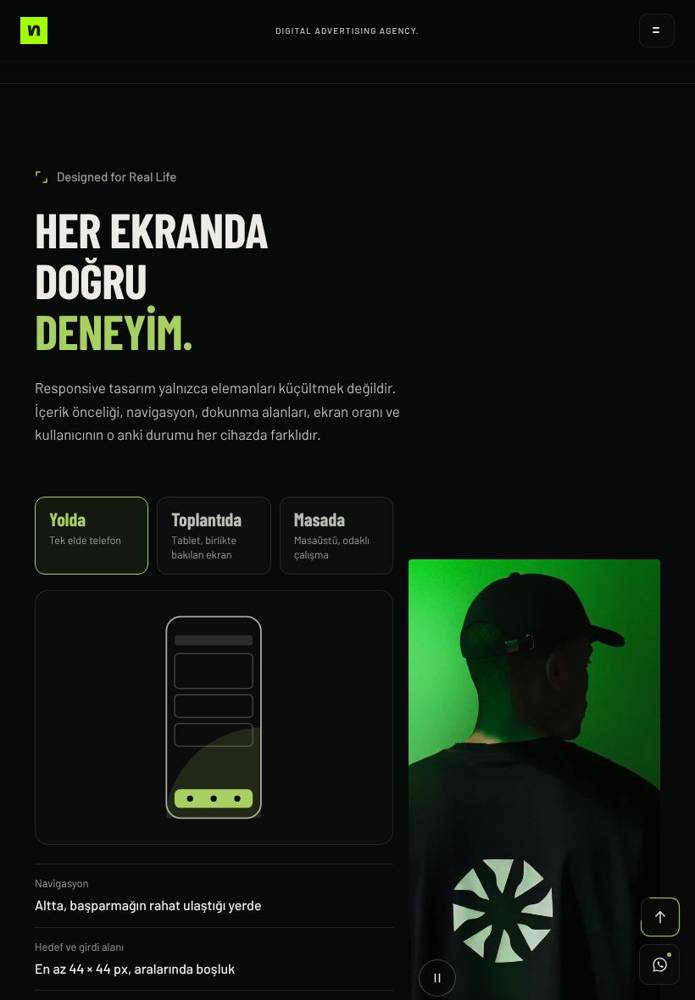 n
DIGITAL ADVERTISING AGENCY.
Designed for Real Life
HER EKRANDA
DOĞRU
DENEYİM.
Responsive tasarım yalnızca elemanları küçültmek değildir.
İçerik önceliği, navigasyon, dokunma alanları, ekran oranı ve
kullanıcının o anki durumu her cihazda farklıdır.
Yolda
Tek elde telefon
Toplantıda
Tablet, birlikte
bakılan ekran
Masada
Masaüstü, odaklı
çalışma
Navigasyon
Altta, başparmağın rahat ulaştığı yerde
Hedef ve girdi alanı
En az 44 × 44 px, aralarında boşluk